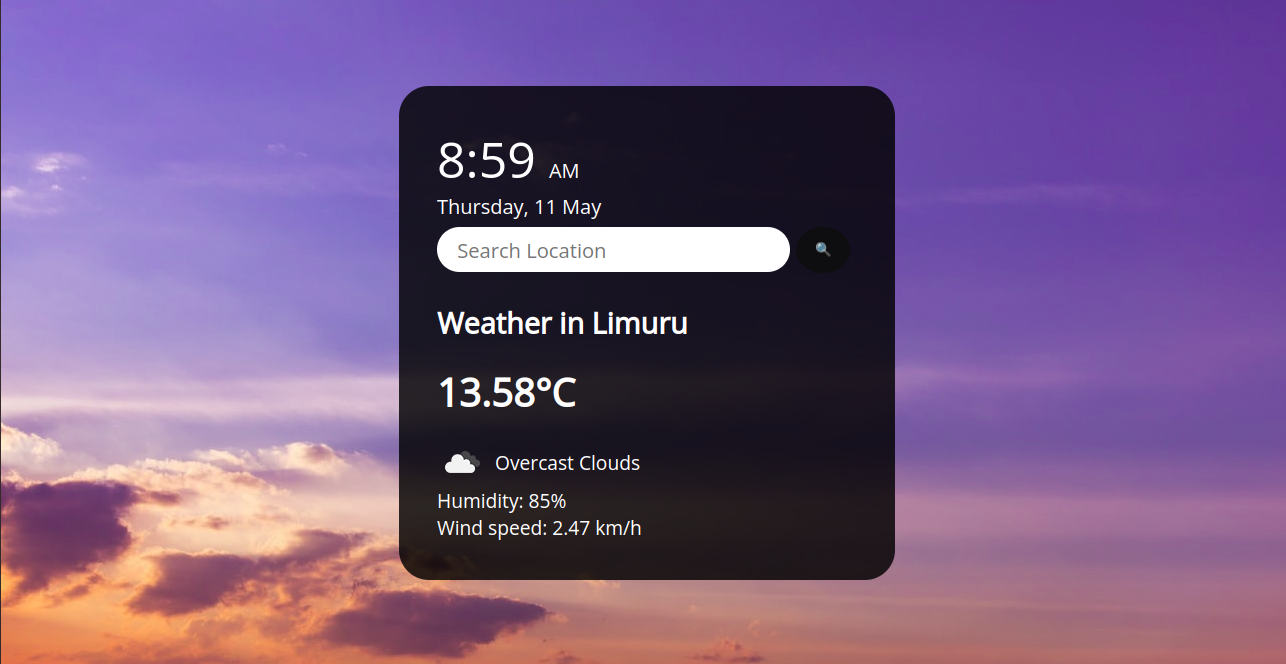 8:59 AM
Thursday, 11 May
Search Location
Weather in Limuru
13.58°C
Overcast Clouds
Humidity: 85%
Wind speed: 2.47 km/h